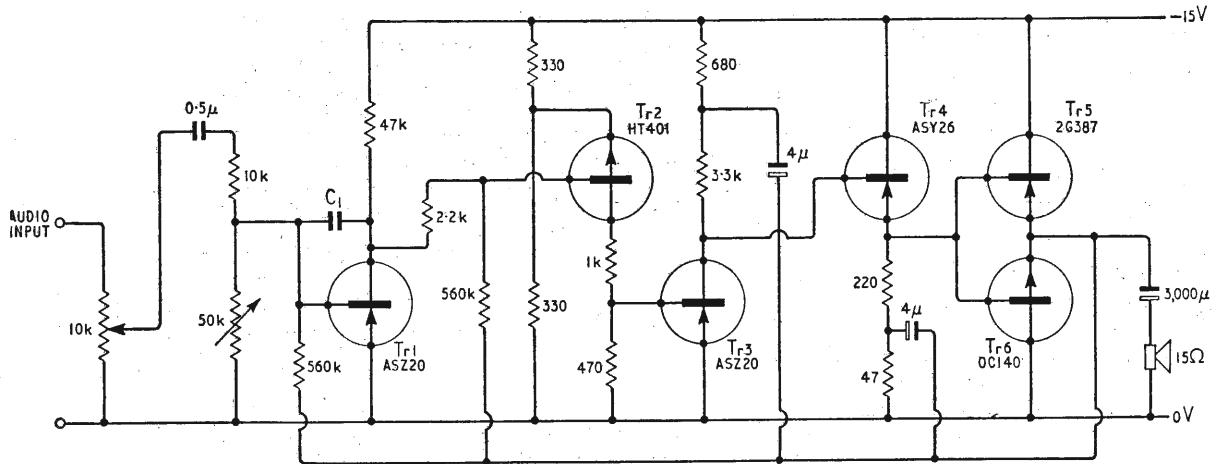 -15V
330
680
0·5μ
47k
Tr2
HT401
Tr4
ASY26
Tr5
2G387
10k
4μ
C1
3·3k
2·2k
AUDIO
INPUT
1k
10k
50k
560k
560k
330
220
4μ
3,000μ
Tr1
ASZ20
470
Tr3
ASZ20
47
Tr6
OC140
15Ω
0V